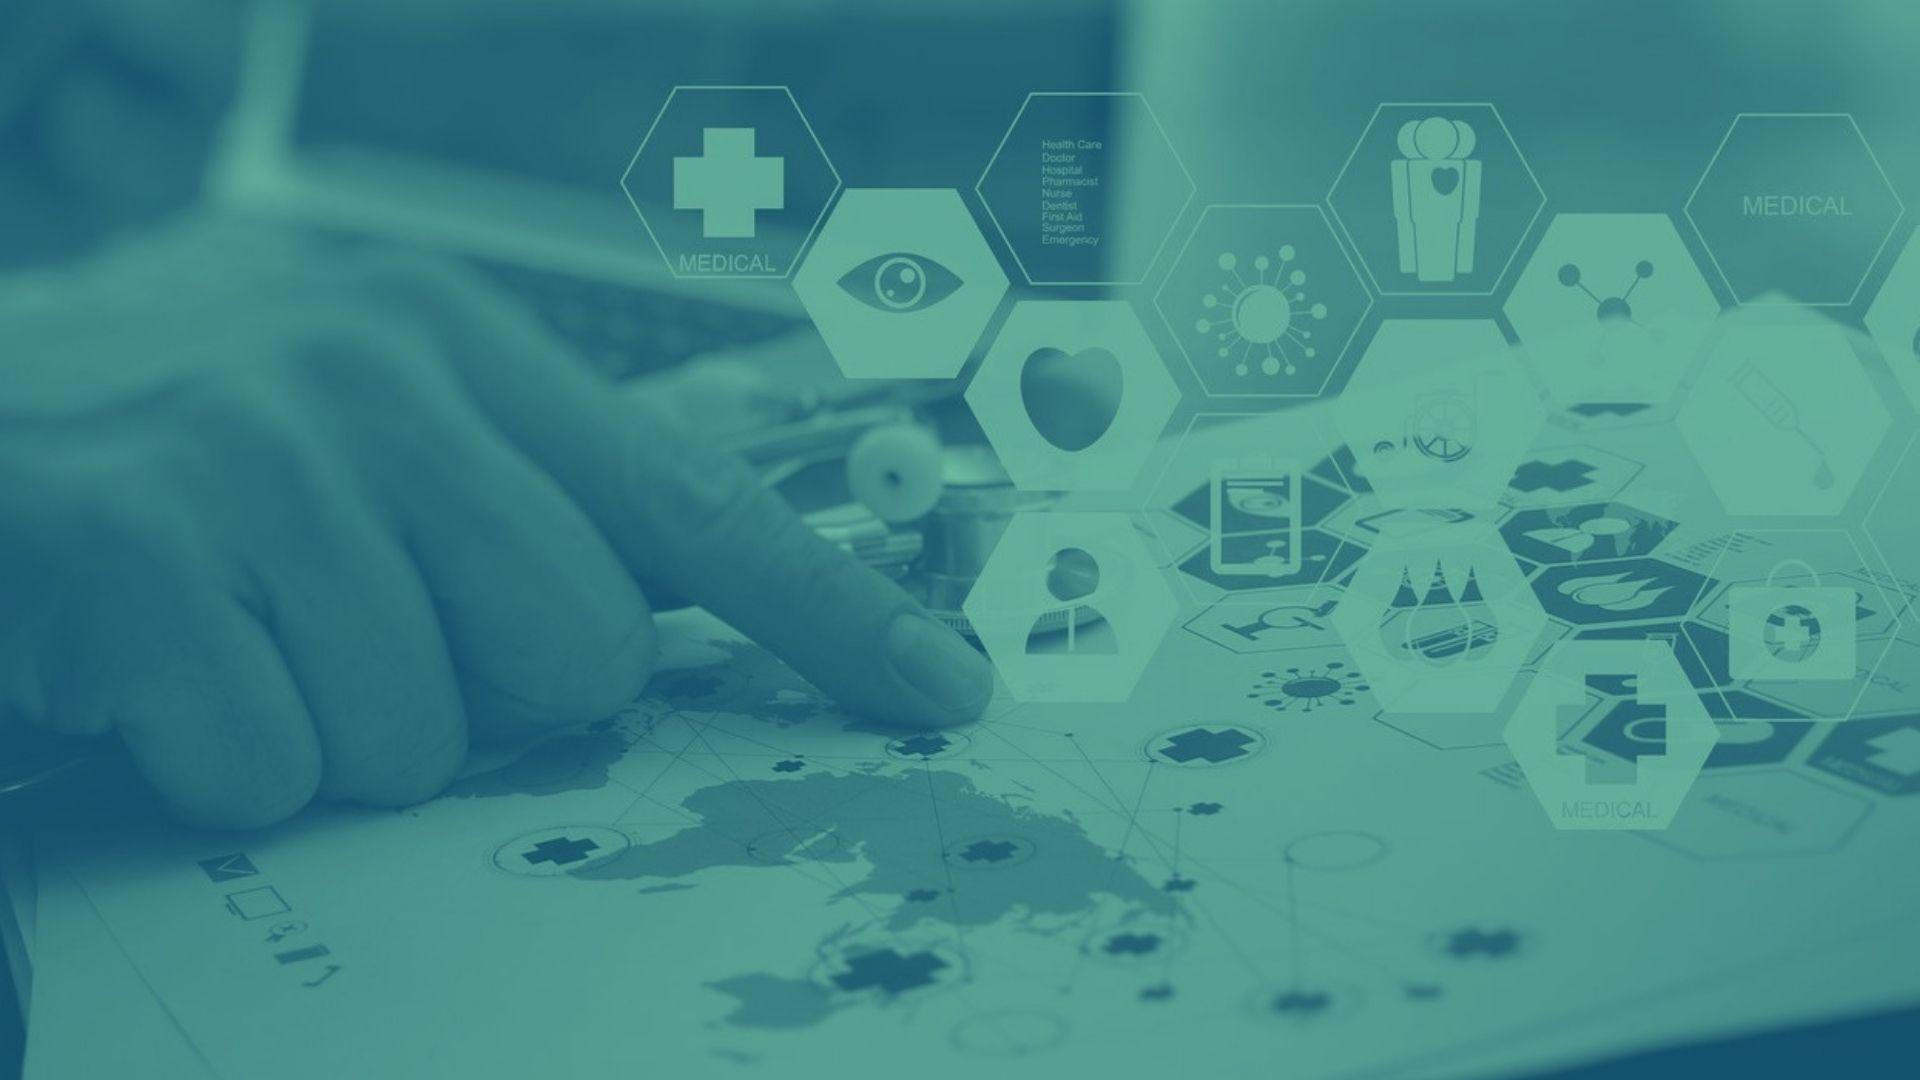 MEDICAL
Health Care
Doctor
Hospital
Pharmacist
Nurse
Dentist
First Aid
Surgeon
Emergency
MEDICAL
MEDICAL